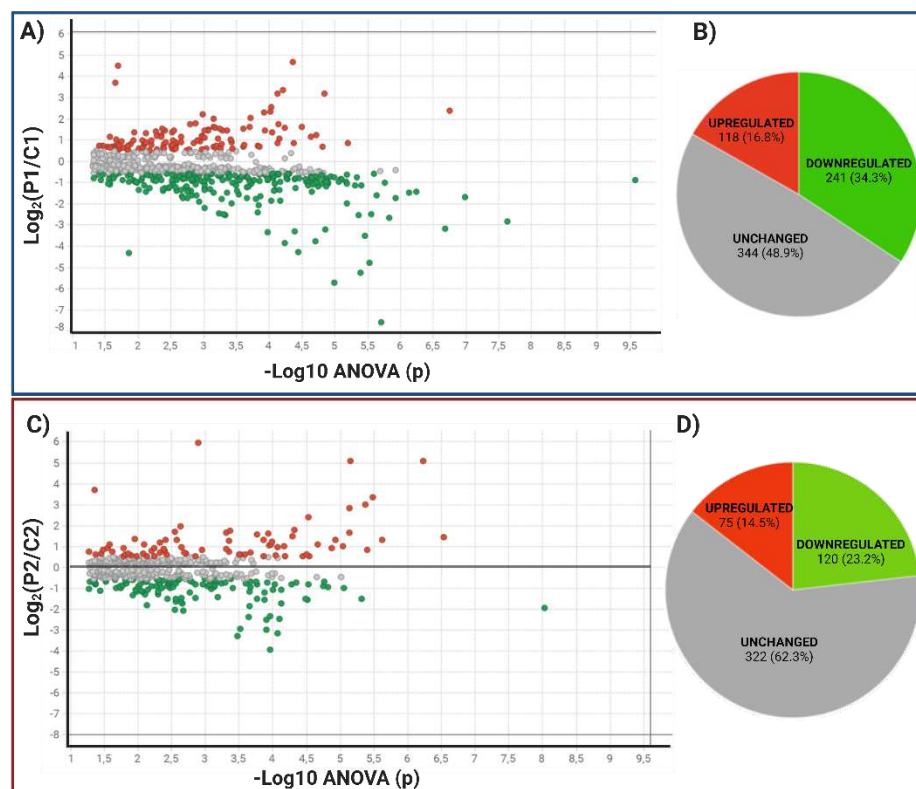 A)
6
5
4
3
2
1
0
-1
-2
-3
-4
-5
-6
-7
-8
Log2(P1/C1)
1 1,5 2 2,5 3 3,5 4 4,5 5 5,5 6 6,5 7 7,5 8 8,5 9 9,5
-Log10 ANOVA (p)
B)
UPREGULATED
118 (16.8%)
DOWNREGULATED
241 (34.3%)
UNCHANGED
344 (48.9%)
C)
6
5
4
3
2
1
0
-1
-2
-3
-4
-5
-6
-7
-8
Log2(P2/C2)
1 1,5 2 2,5 3 3,5 4 4,5 5 5,5 6 6,5 7 7,5 8 8,5 9 9,5
-Log10 ANOVA (p)
D)
UPREGULATED
75 (14.5%)
DOWNREGULATED
120 (23.2%)
UNCHANGED
322 (62.3%)